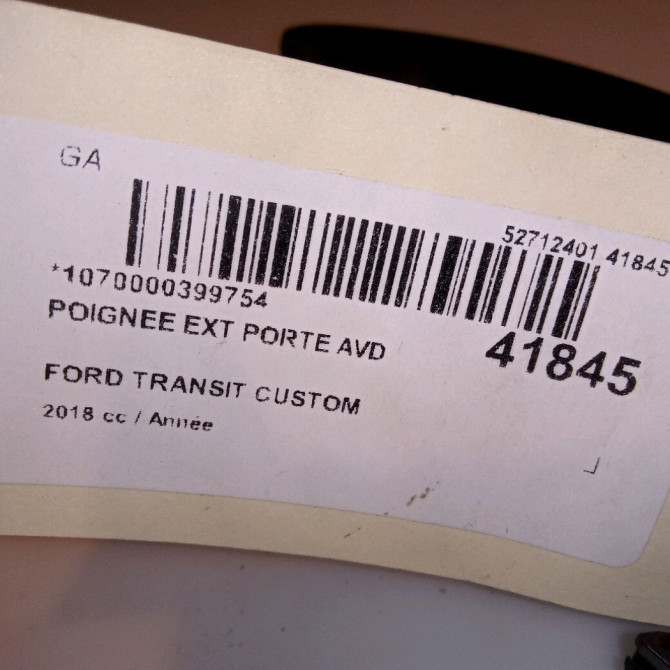 GA
52712401 41845
*1070000399754
POIGNEE EXT PORTE AVD
41845
FORD TRANSIT CUSTOM
2018 cc / Année